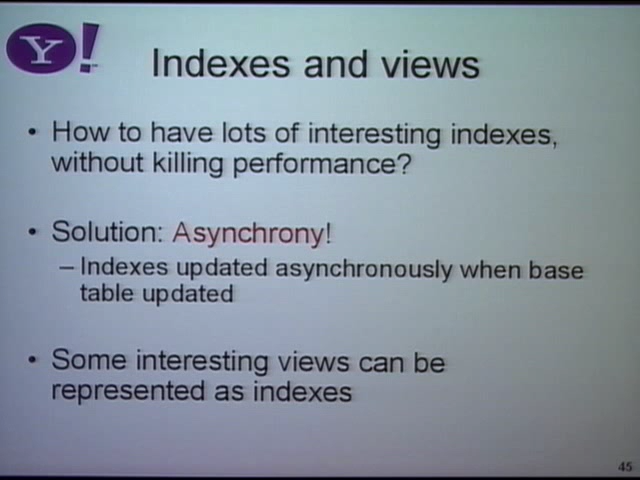 Y!
Indexes and views
• How to have lots of interesting indexes,
without killing performance?
• Solution: Asynchrony!
– Indexes updated asynchronously when base
table updated
• Some interesting views can be
represented as indexes
45